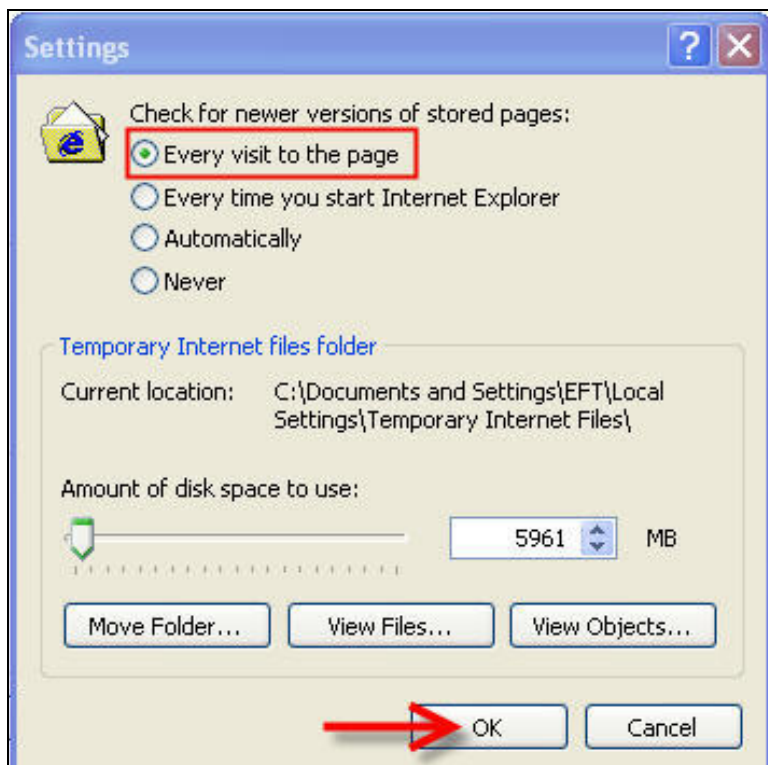 Settings
?
Check for newer versions of stored pages:
Every visit to the page
Every time you start Internet Explorer
Automatically
Never
Temporary Internet files folder
Current location: C:\Documents and Settings\EFT\Local
Settings\Temporary Internet Files\
Amount of disk space to use:
5961 MB
Move Folder... View Files... View Objects...
OK Cancel